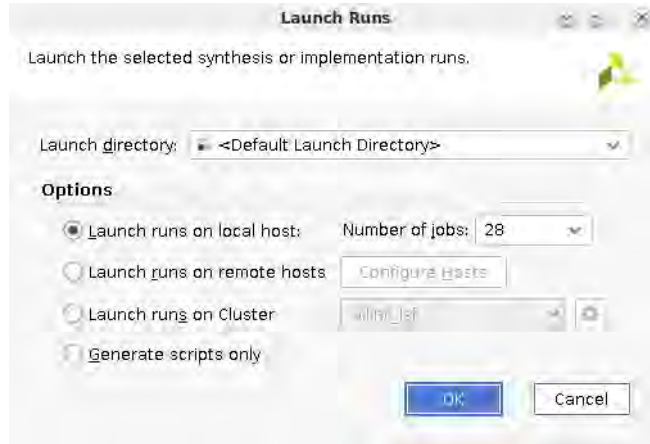 Launch Runs
Launch the selected synthesis or implementation runs.
Launch directory: <Default Launch Directory>
Options
Launch runs on local host: Number of jobs: 28
Launch runs on remote hosts Configure Hosts
Launch runs on Cluster
Generate scripts only
OK Cancel